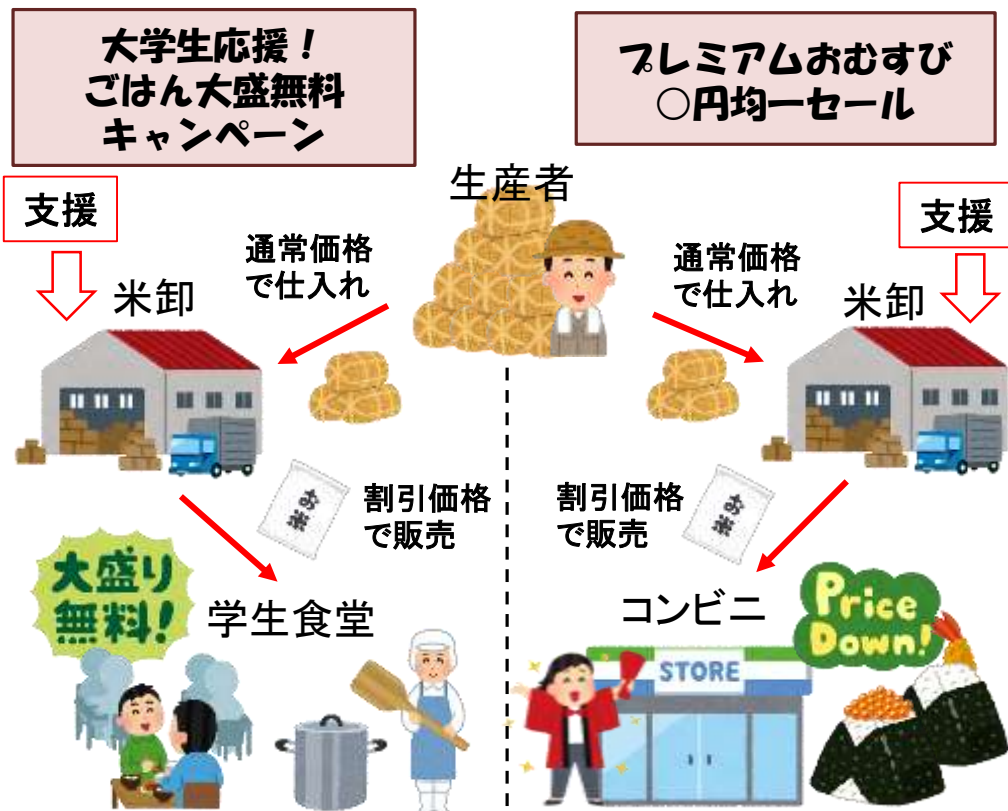 大学生応援！
ごはん大盛無料
キャンペーン
プレミアムおむすび
○円均一セール
生産者
支援
支援
通常価格
で仕入れ
通常価格
で仕入れ
米卸
米卸
お米
割引価格
で販売
割引価格
で販売
お米
大盛り
無料!
学生食堂
コンビニ
Price
Down!
STORE